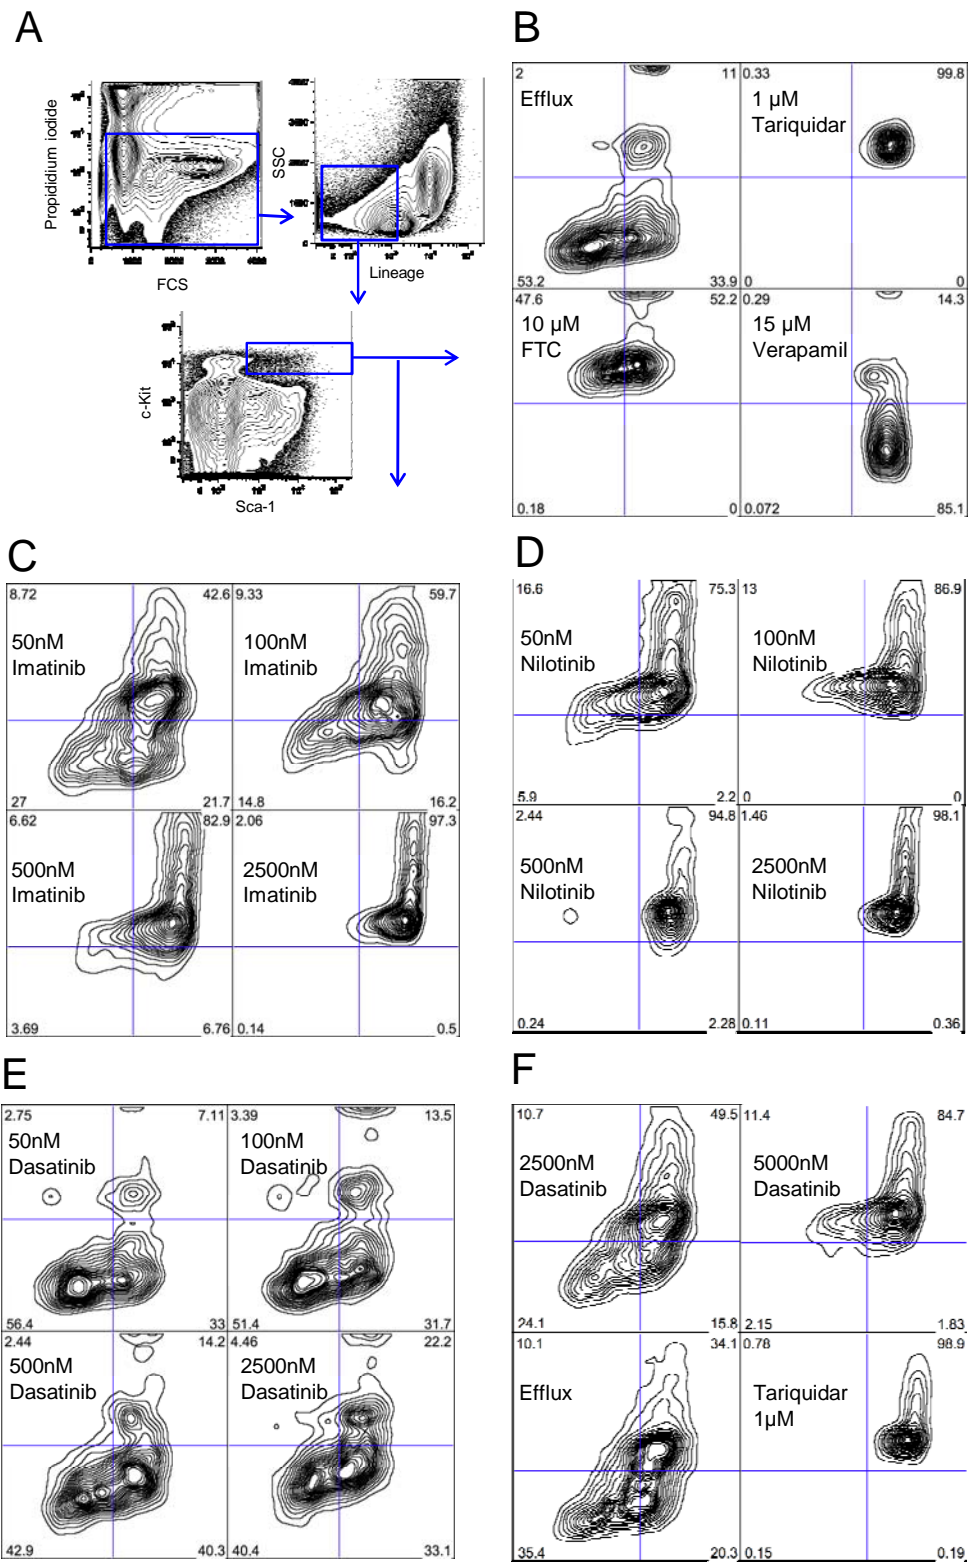 A
Propididium iodide
FCS
SSC
Lineage
c-Kit
Sca-1
B
2
11
Efflux
53.2
33.9
0.33
99.8
1 µM
Tariquidar
0
0
47.6
52.2
10 µM
FTC
0.18
0
0.29
14.3
15 µM
Verapamil
0.072
85.1
C
8.72
42.6
50nM
Imatinib
27
21.7
9.33
59.7
100nM
Imatinib
14.8
16.2
6.62
82.9
500nM
Imatinib
3.69
6.76
2.06
97.3
2500nM
Imatinib
0.14
0.5
D
16.6
75.3
50nM
Nilotinib
5.9
2.2
13
86.9
100nM
Nilotinib
0
0
2.44
94.8
500nM
Nilotinib
0.24
2.28
1.46
98.1
2500nM
Nilotinib
0.11
0.36
E
2.75
7.11
50nM
Dasatinib
56.4
33
3.39
13.5
100nM
Dasatinib
51.4
31.7
2.44
14.2
500nM
Dasatinib
42.9
40.3
4.46
22.2
2500nM
Dasatinib
40.4
33.1
F
10.7
49.5
2500nM
Dasatinib
24.1
15.8
11.4
84.7
5000nM
Dasatinib
2.15
1.83
10.1
34.1
Efflux
35.4
20.3
0.78
98.9
Tariquidar
1µM
0.15
0.19